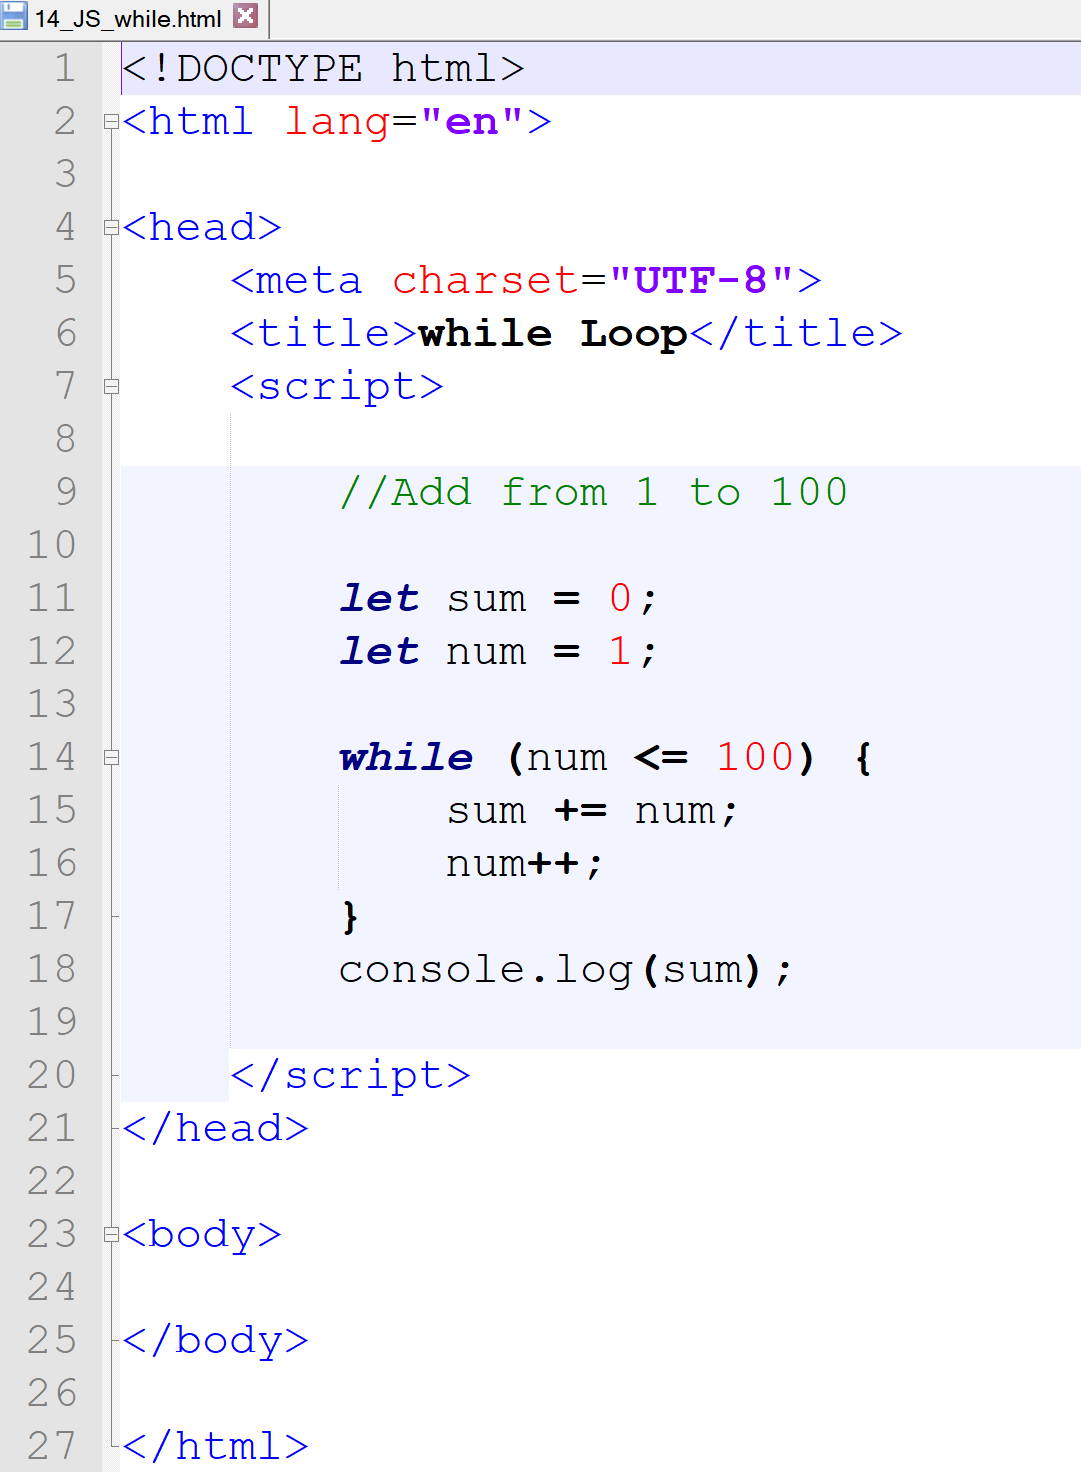 14_JS_while.html
1 <!DOCTYPE html>
2 <html lang="en">
3
4 <head>
5     <meta charset="UTF-8">
6     <title>while Loop</title>
7     <script>
8
9         //Add from 1 to 100
10
11         let sum = 0;
12         let num = 1;
13
14         while (num <= 100) {
15             sum += num;
16             num++;
17         }
18         console.log(sum);
19
20     </script>
21 </head>
22
23 <body>
24
25 </body>
26
27 </html>